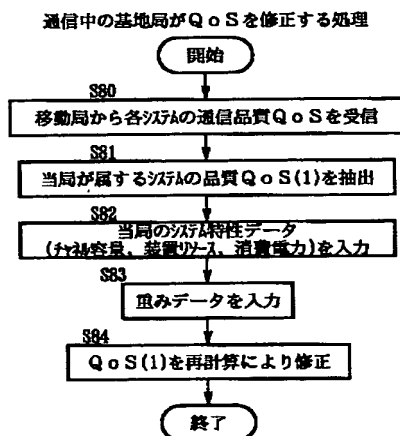 通信中の基地局がQoSを修正する処理
開始
S80
移動局から各システムの通信品質QoSを受信
S81
当局が属するシステムの品質QoS(1)を抽出
S82
当局のシステム特性データ
(チャネル容量、装置リソース、消費電力)を入力
S83
重みデータを入力
S84
QoS(1)を再計算により修正
終了